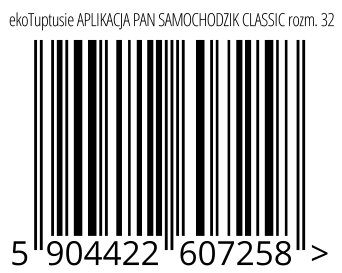 ekoTuptusie APLIKACJA PAN SAMOCHODZIK CLASSIC rozm. 32
5 904422 607258 >